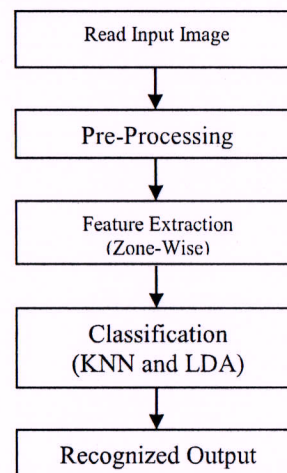 Read Input Image
Pre-Processing
Feature Extraction
(Zone-Wise)
Classification
(KNN and LDA)
Recognized Output